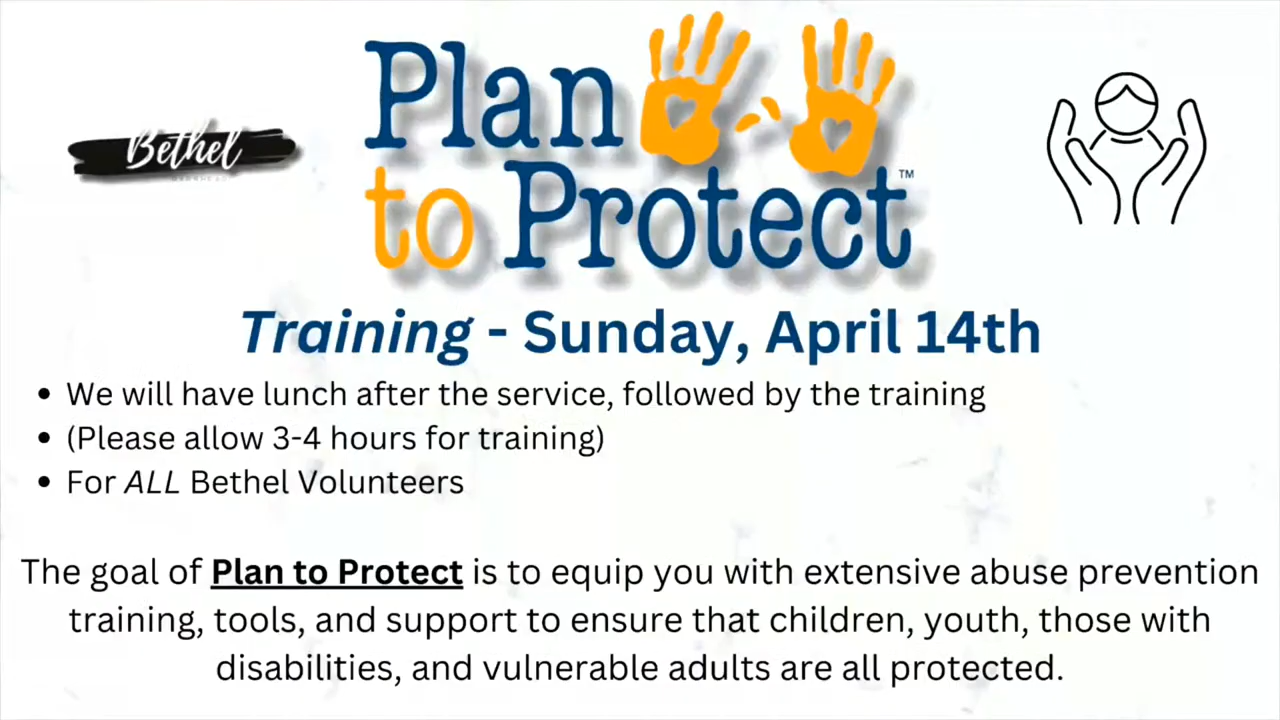 Bethel
Plan
to Protect™
Training - Sunday, April 14th
• We will have lunch after the service, followed by the training
• (Please allow 3-4 hours for training)
• For ALL Bethel Volunteers
The goal of Plan to Protect is to equip you with extensive abuse prevention
training, tools, and support to ensure that children, youth, those with
disabilities, and vulnerable adults are all protected.